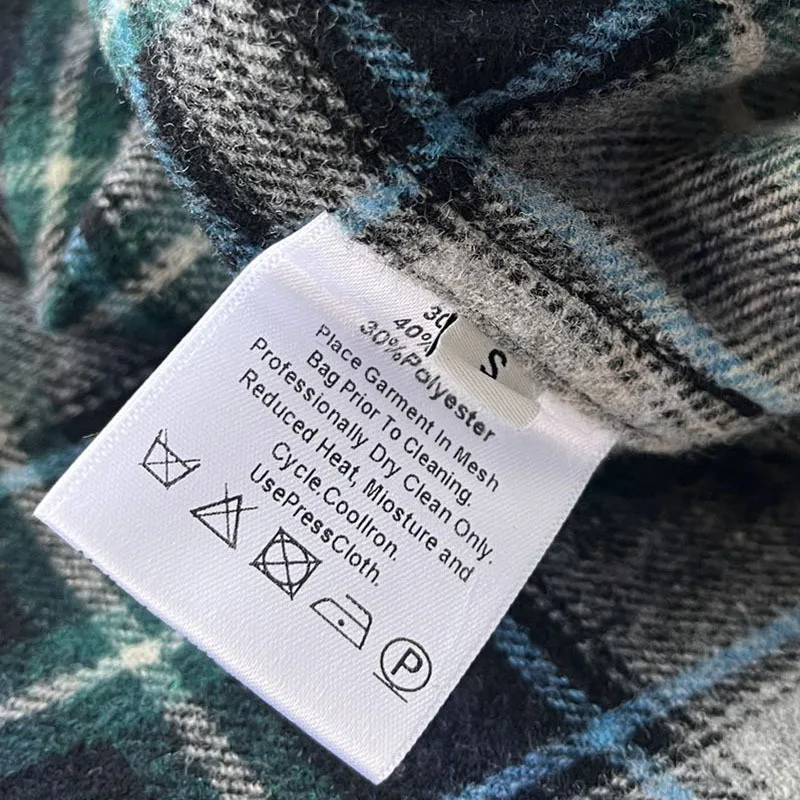 30
40%
S
30%Polyester
Place Garment In Mesh
Bag Prior To Cleaning.
Professionally Dry Clean Only.
Reduced Heat, Miosture and
Cycle.CoolIron.
UsePressCloth.
P